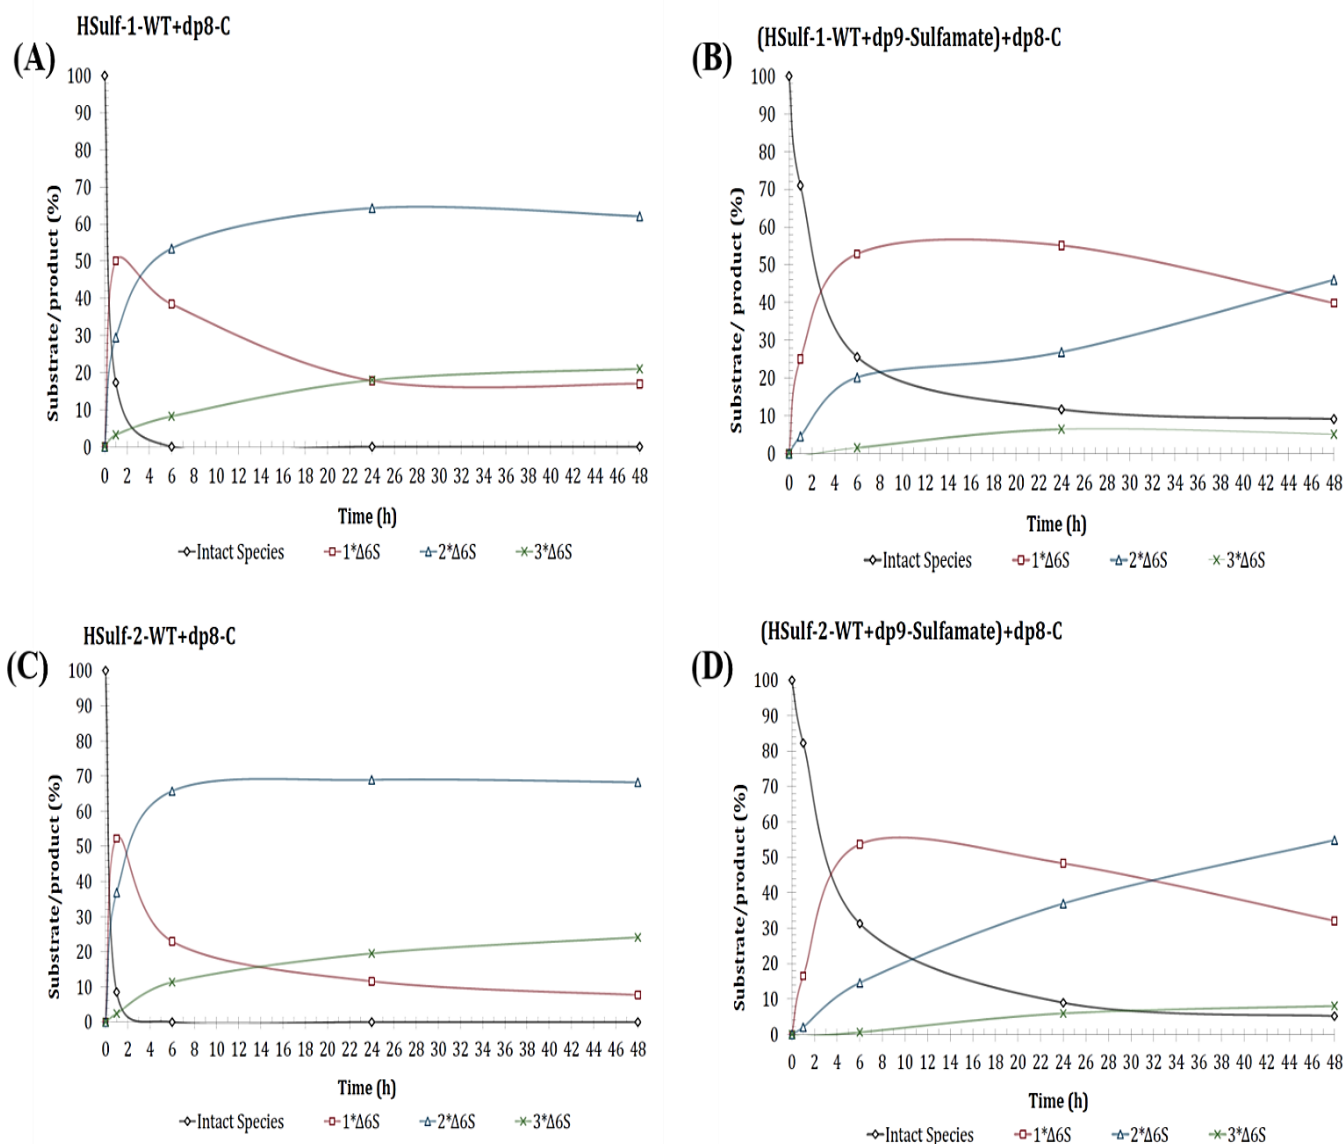 HSulf-1-WT+dp8-C
(A)
100
90
80
70
60
50
40
30
20
10
0
Substrate/product (%)
0 2 4 6 8 10 12 14 16 18 20 22 24 26 28 30 32 34 36 38 40 42 44 46 48
Time (h)
Intact Species 1*Δ6S 2*Δ6S 3*Δ6S
(HSulf-1-WT+dp9-Sulfamate)+dp8-C
(B)
100
90
80
70
60
50
40
30
20
10
0
Substrate/ product (%)
0 2 4 6 8 10 12 14 16 18 20 22 24 26 28 30 32 34 36 38 40 42 44 46 48
Time (h)
Intact Species 1*Δ6S 2*Δ6S 3*Δ6S
HSulf-2-WT+dp8-C
(C)
100
90
80
70
60
50
40
30
20
10
0
Substrate/product (%)
0 2 4 6 8 10 12 14 16 18 20 22 24 26 28 30 32 34 36 38 40 42 44 46 48
Time (h)
Intact Species 1*Δ6S 2*Δ6S 3*Δ6S
(HSulf-2-WT+dp9-Sulfamate)+dp8-C
(D)
100
90
80
70
60
50
40
30
20
10
0
Substrate/product (%)
0 2 4 6 8 10 12 14 16 18 20 22 24 26 28 30 32 34 36 38 40 42 44 46 48
Time (h)
Intact Species 1*Δ6S 2*Δ6S 3*Δ6S